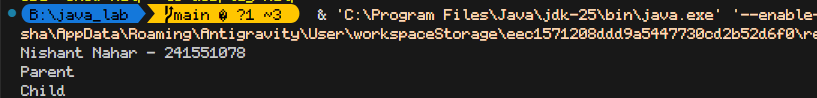 B:\java_lab main ?1 ~3 & 'C:\Program Files\Java\jdk-25\bin\java.exe' '--enable-
sha\AppData\Roaming\Antigravity\User\workspaceStorage\eec1571208ddd9a5447730cd2b52d6f0\re
Nishant Nahar - 241551078
Parent
Child